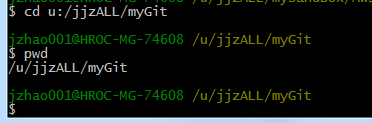 $ cd u:/jjzALL/myGit
jzhao001@HROC-MG-74608 /u/jjzALL/myGit
$ pwd
/u/jjzALL/myGit
jzhao001@HROC-MG-74608 /u/jjzALL/myGit
$